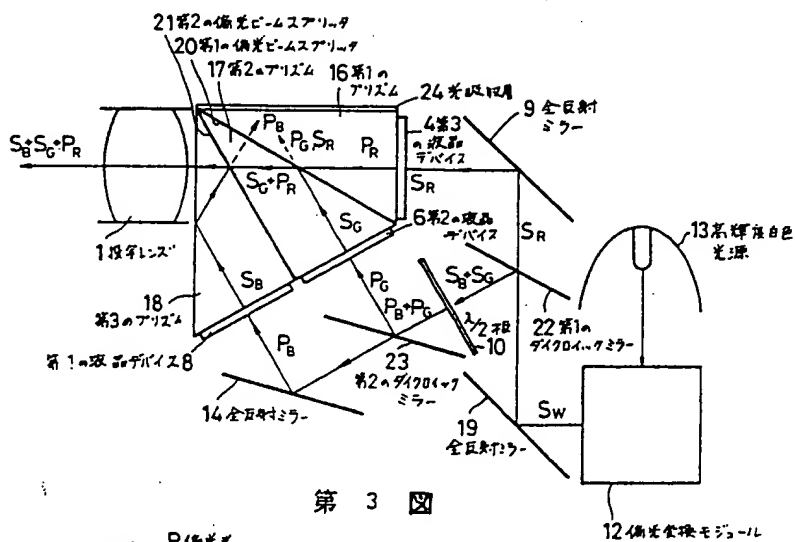 21第2の偏光ビームスプリッタ
20第1の偏光ビームスプリッタ
17第2のプリズム
16第1の
プリズム
24光吸収層
9全反射
ミラー
4第3
の液晶
デバイス
PB
PG,SR
PR
SR
SB+SG+PR
SG+PR
SR
13高輝度白色
光源
6第2の液晶
デバイス
SG
SB+SG
1投写レンズ
SB
PG
PB+PG
λ/2板
10
22第1の
ダイクロイックミラー
18
第3のプリズム
PB
23
第2のダイクロイック
ミラー
第1の液晶デバイス8
14全反射ミラー
SW
19
全反射ミラー
第 3 図
12偏光変換モジュール
P偏光